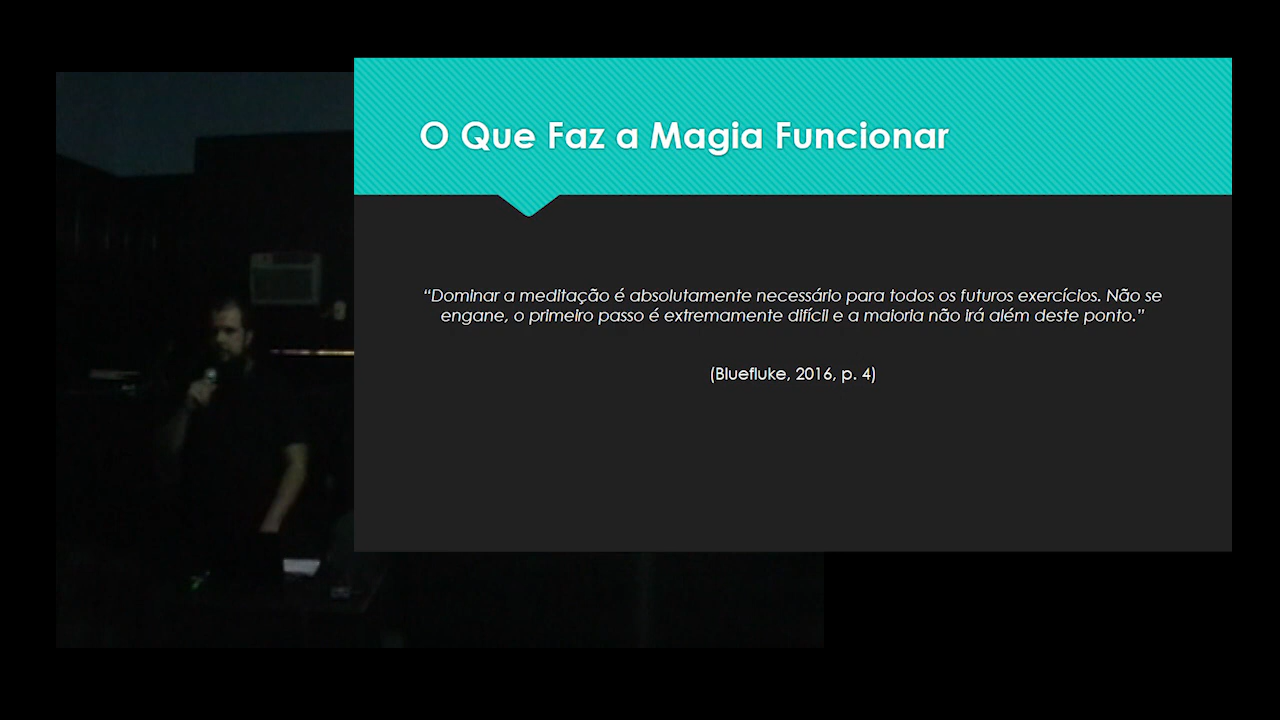 O Que Faz a Magia Funcionar
“Dominar a meditação é absolutamente necessário para todos os futuros exercícios. Não se
engane, o primeiro passo é extremamente difícil e a maioria não irá além deste ponto.”
(Bluefluke, 2016, p. 4)